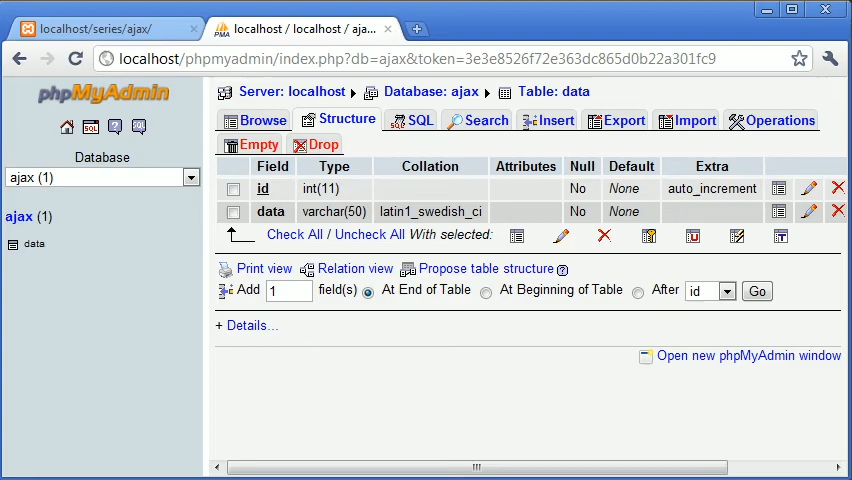 localhost/series/ajax/
localhost / localhost / aja...
localhost/phpmyadmin/index.php?db=ajax&token=3e3e8526f72e363dc865d0b22a301fc9
phpMyAdmin
SQL
Database
ajax (1)
ajax (1)
data
Server: localhost Database: ajax Table: data
Browse Structure SQL Search Insert Export Import Operations
Empty Drop
Field Type Collation Attributes Null Default Extra
id int(11) No None auto_increment
data varchar(50) latin1_swedish_ci No None
Check All / Uncheck All With selected:
Print view Relation view Propose table structure
Add 1 field(s) At End of Table At Beginning of Table After id Go
+ Details...
Open new phpMyAdmin window